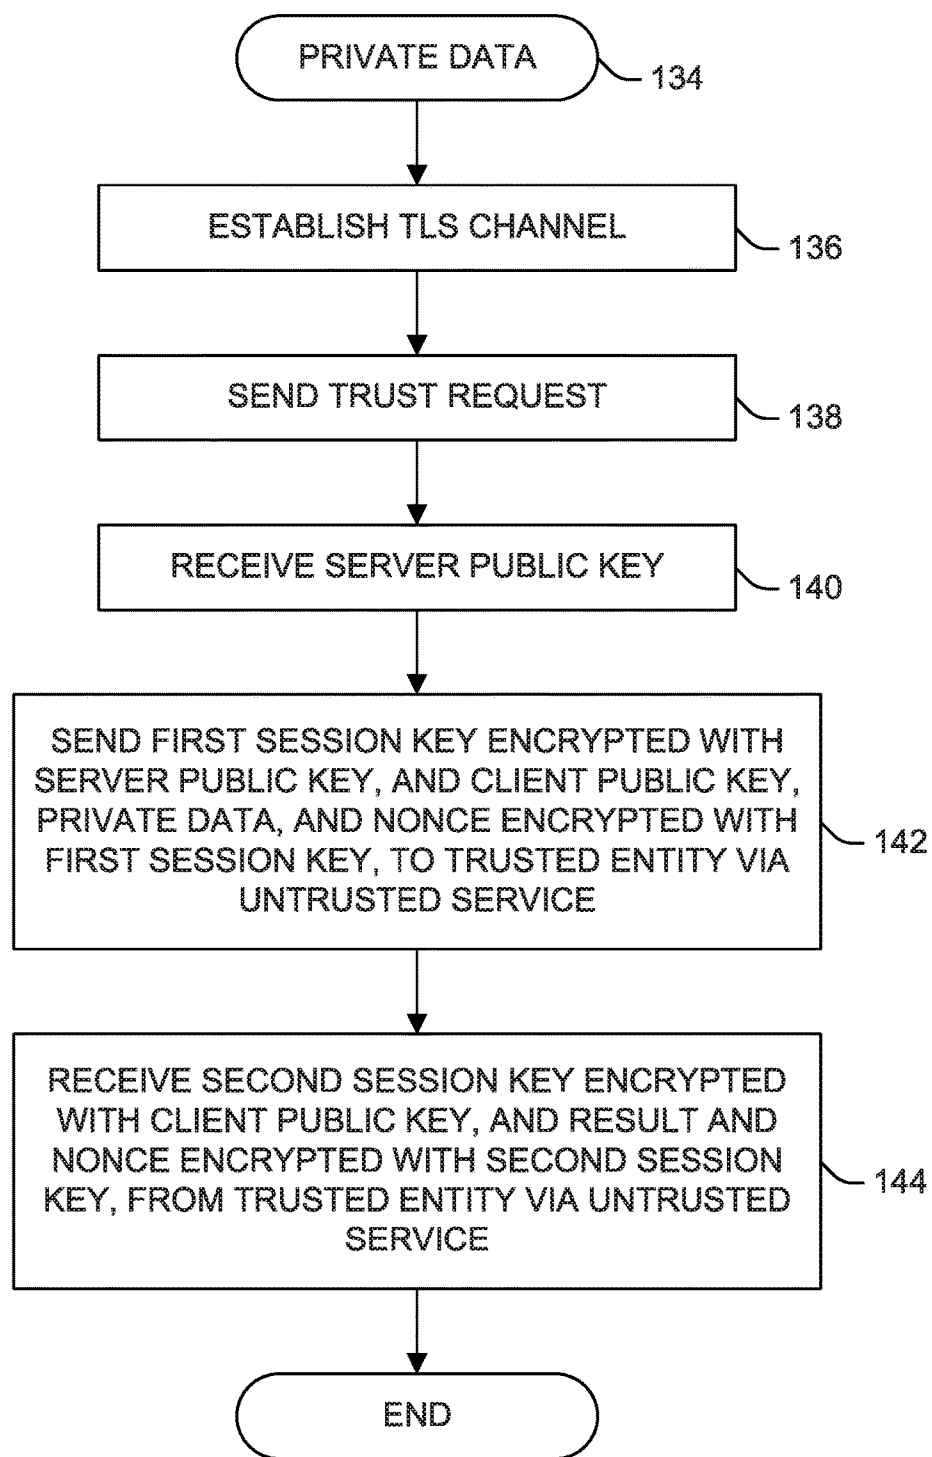 PRIVATE DATA
134
ESTABLISH TLS CHANNEL
136
SEND TRUST REQUEST
138
RECEIVE SERVER PUBLIC KEY
140
SEND FIRST SESSION KEY ENCRYPTED WITH
SERVER PUBLIC KEY, AND CLIENT PUBLIC KEY,
PRIVATE DATA, AND NONCE ENCRYPTED WITH
FIRST SESSION KEY, TO TRUSTED ENTITY VIA
UNTRUSTED SERVICE
142
RECEIVE SECOND SESSION KEY ENCRYPTED
WITH CLIENT PUBLIC KEY, AND RESULT AND
NONCE ENCRYPTED WITH SECOND SESSION
KEY, FROM TRUSTED ENTITY VIA UNTRUSTED
SERVICE
144
END